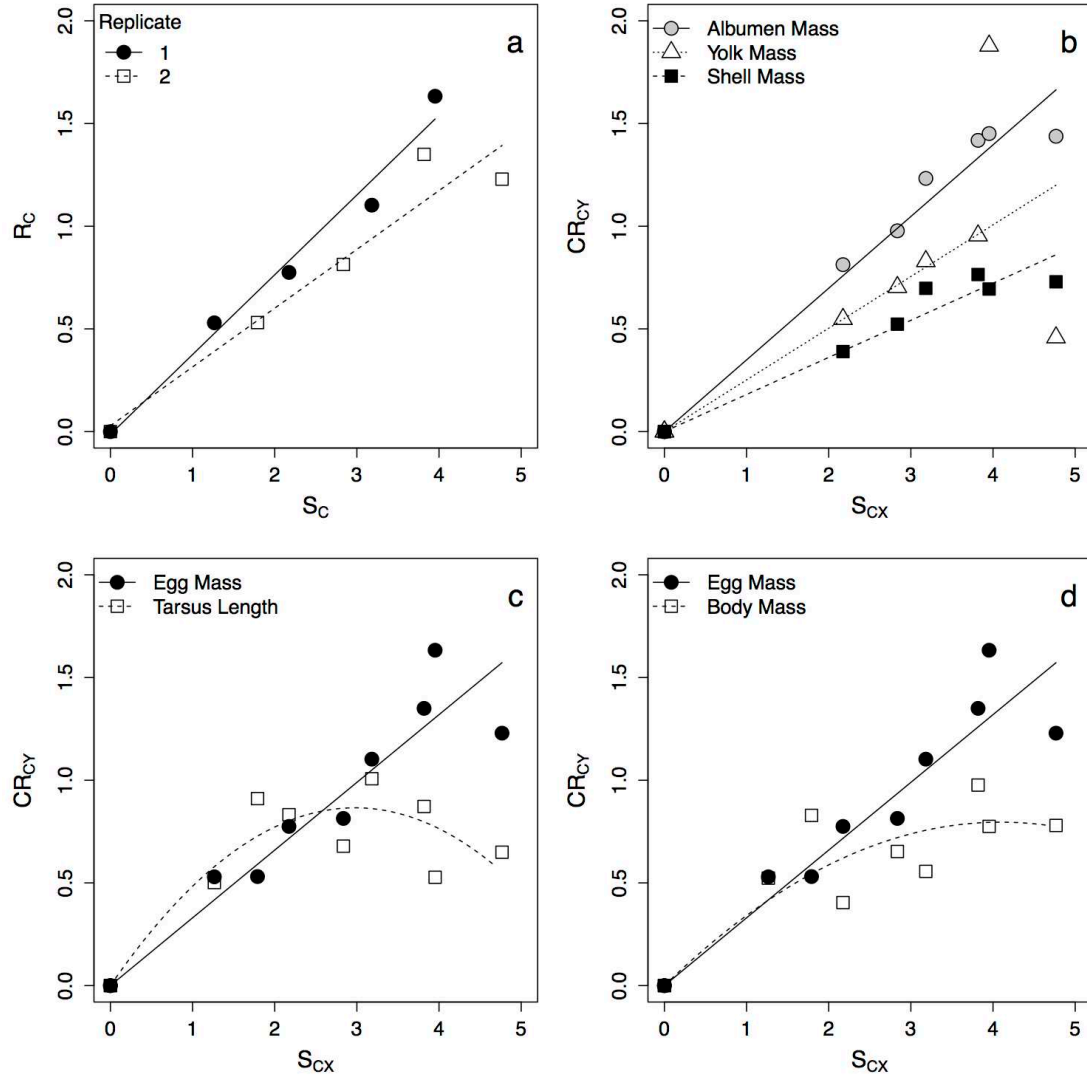 Replicate
1
2
a
2.0
1.5
1.0
0.5
0.0
R_C
0 1 2 3 4 5
S_C
Albumen Mass
Yolk Mass
Shell Mass
b
2.0
1.5
1.0
0.5
0.0
CR_CY
0 1 2 3 4 5
S_CX
Egg Mass
Tarsus Length
c
2.0
1.5
1.0
0.5
0.0
CR_CY
0 1 2 3 4 5
S_CX
Egg Mass
Body Mass
d
2.0
1.5
1.0
0.5
0.0
CR_CY
0 1 2 3 4 5
S_CX